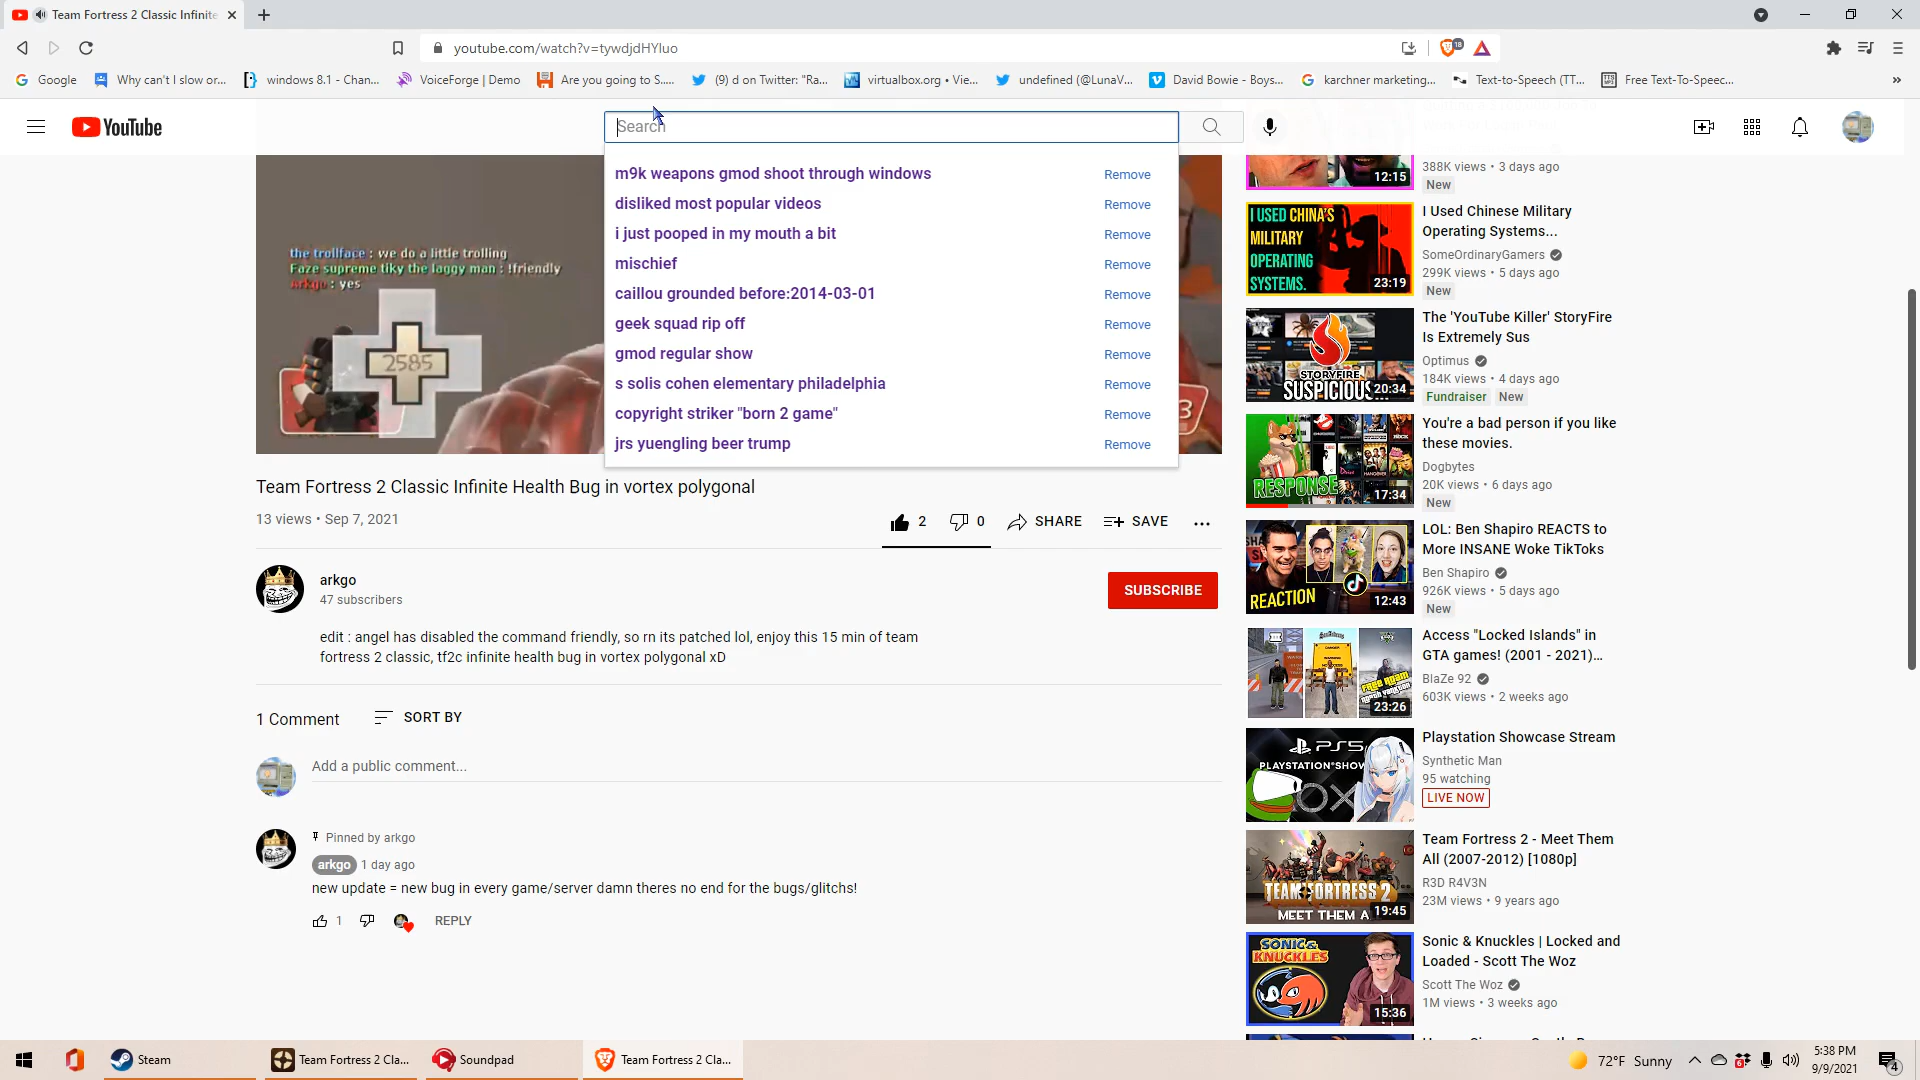 Team Fortress 2 Classic Infinite
youtube.com/watch?v=tywdjdHYIuo
18
Google
Why can't I slow or...
windows 8.1 - Chan...
VoiceForge | Demo
Are you going to S.....
(9) d on Twitter: "Ra...
virtualbox.org • Vie...
undefined (@LunaV...
David Bowie - Boys...
karchner marketing...
Text-to-Speech (TT...
Free Text-To-Speec...
YouTube
Search
m9k weapons gmod shoot through windows
Remove
disliked most popular videos
Remove
i just pooped in my mouth a bit
Remove
mischief
Remove
caillou grounded before:2014-03-01
Remove
geek squad rip off
Remove
gmod regular show
Remove
s solis cohen elementary philadelphia
Remove
copyright striker "born 2 game"
Remove
jrs yuengling beer trump
Remove
the trollface : we do a little trolling
Faze supreme tiky the laggy man : !friendly
arkgo : yes
2585
Team Fortress 2 Classic Infinite Health Bug in vortex polygonal
13 views • Sep 7, 2021
2
0
SHARE
SAVE
arkgo
47 subscribers
SUBSCRIBE
edit : angel has disabled the command friendly, so rn its patched lol, enjoy this 15 min of team
fortress 2 classic, tf2c infinite health bug in vortex polygonal xD
1 Comment
SORT BY
Add a public comment...
Pinned by arkgo
arkgo 1 day ago
new update = new bug in every game/server damn theres no end for the bugs/glitchs!
1
REPLY
12:15
388K views • 3 days ago
New
I USED CHINA'S
MILITARY
OPERATING
SYSTEMS.
23:19
I Used Chinese Military
Operating Systems...
SomeOrdinaryGamers
299K views • 5 days ago
New
STORYFIRE
SUSPICIOUS
20:34
The 'YouTube Killer' StoryFire
Is Extremely Sus
Optimus
184K views • 4 days ago
Fundraiser
New
RESPONSE
17:34
You're a bad person if you like
these movies.
Dogbytes
20K views • 6 days ago
New
REACTION
12:43
LOL: Ben Shapiro REACTS to
More INSANE Woke TikToks
Ben Shapiro
926K views • 5 days ago
New
23:26
Access "Locked Islands" in
GTA games! (2001 - 2021)...
BlaZe 92
603K views • 2 weeks ago
PS5
PLAYSTATION SHOW
Playstation Showcase Stream
Synthetic Man
95 watching
LIVE NOW
TEAM FORTRESS 2
MEET THEM A
19:45
Team Fortress 2 - Meet Them
All (2007-2012) [1080p]
R3D R4V3N
23M views • 9 years ago
SONIC &
KNUCKLES
15:36
Sonic & Knuckles | Locked and
Loaded - Scott The Woz
Scott The Woz
1M views • 3 weeks ago
Steam
Team Fortress 2 Cla...
Soundpad
Team Fortress 2 Cla...
72°F Sunny
5:38 PM
9/9/2021
4